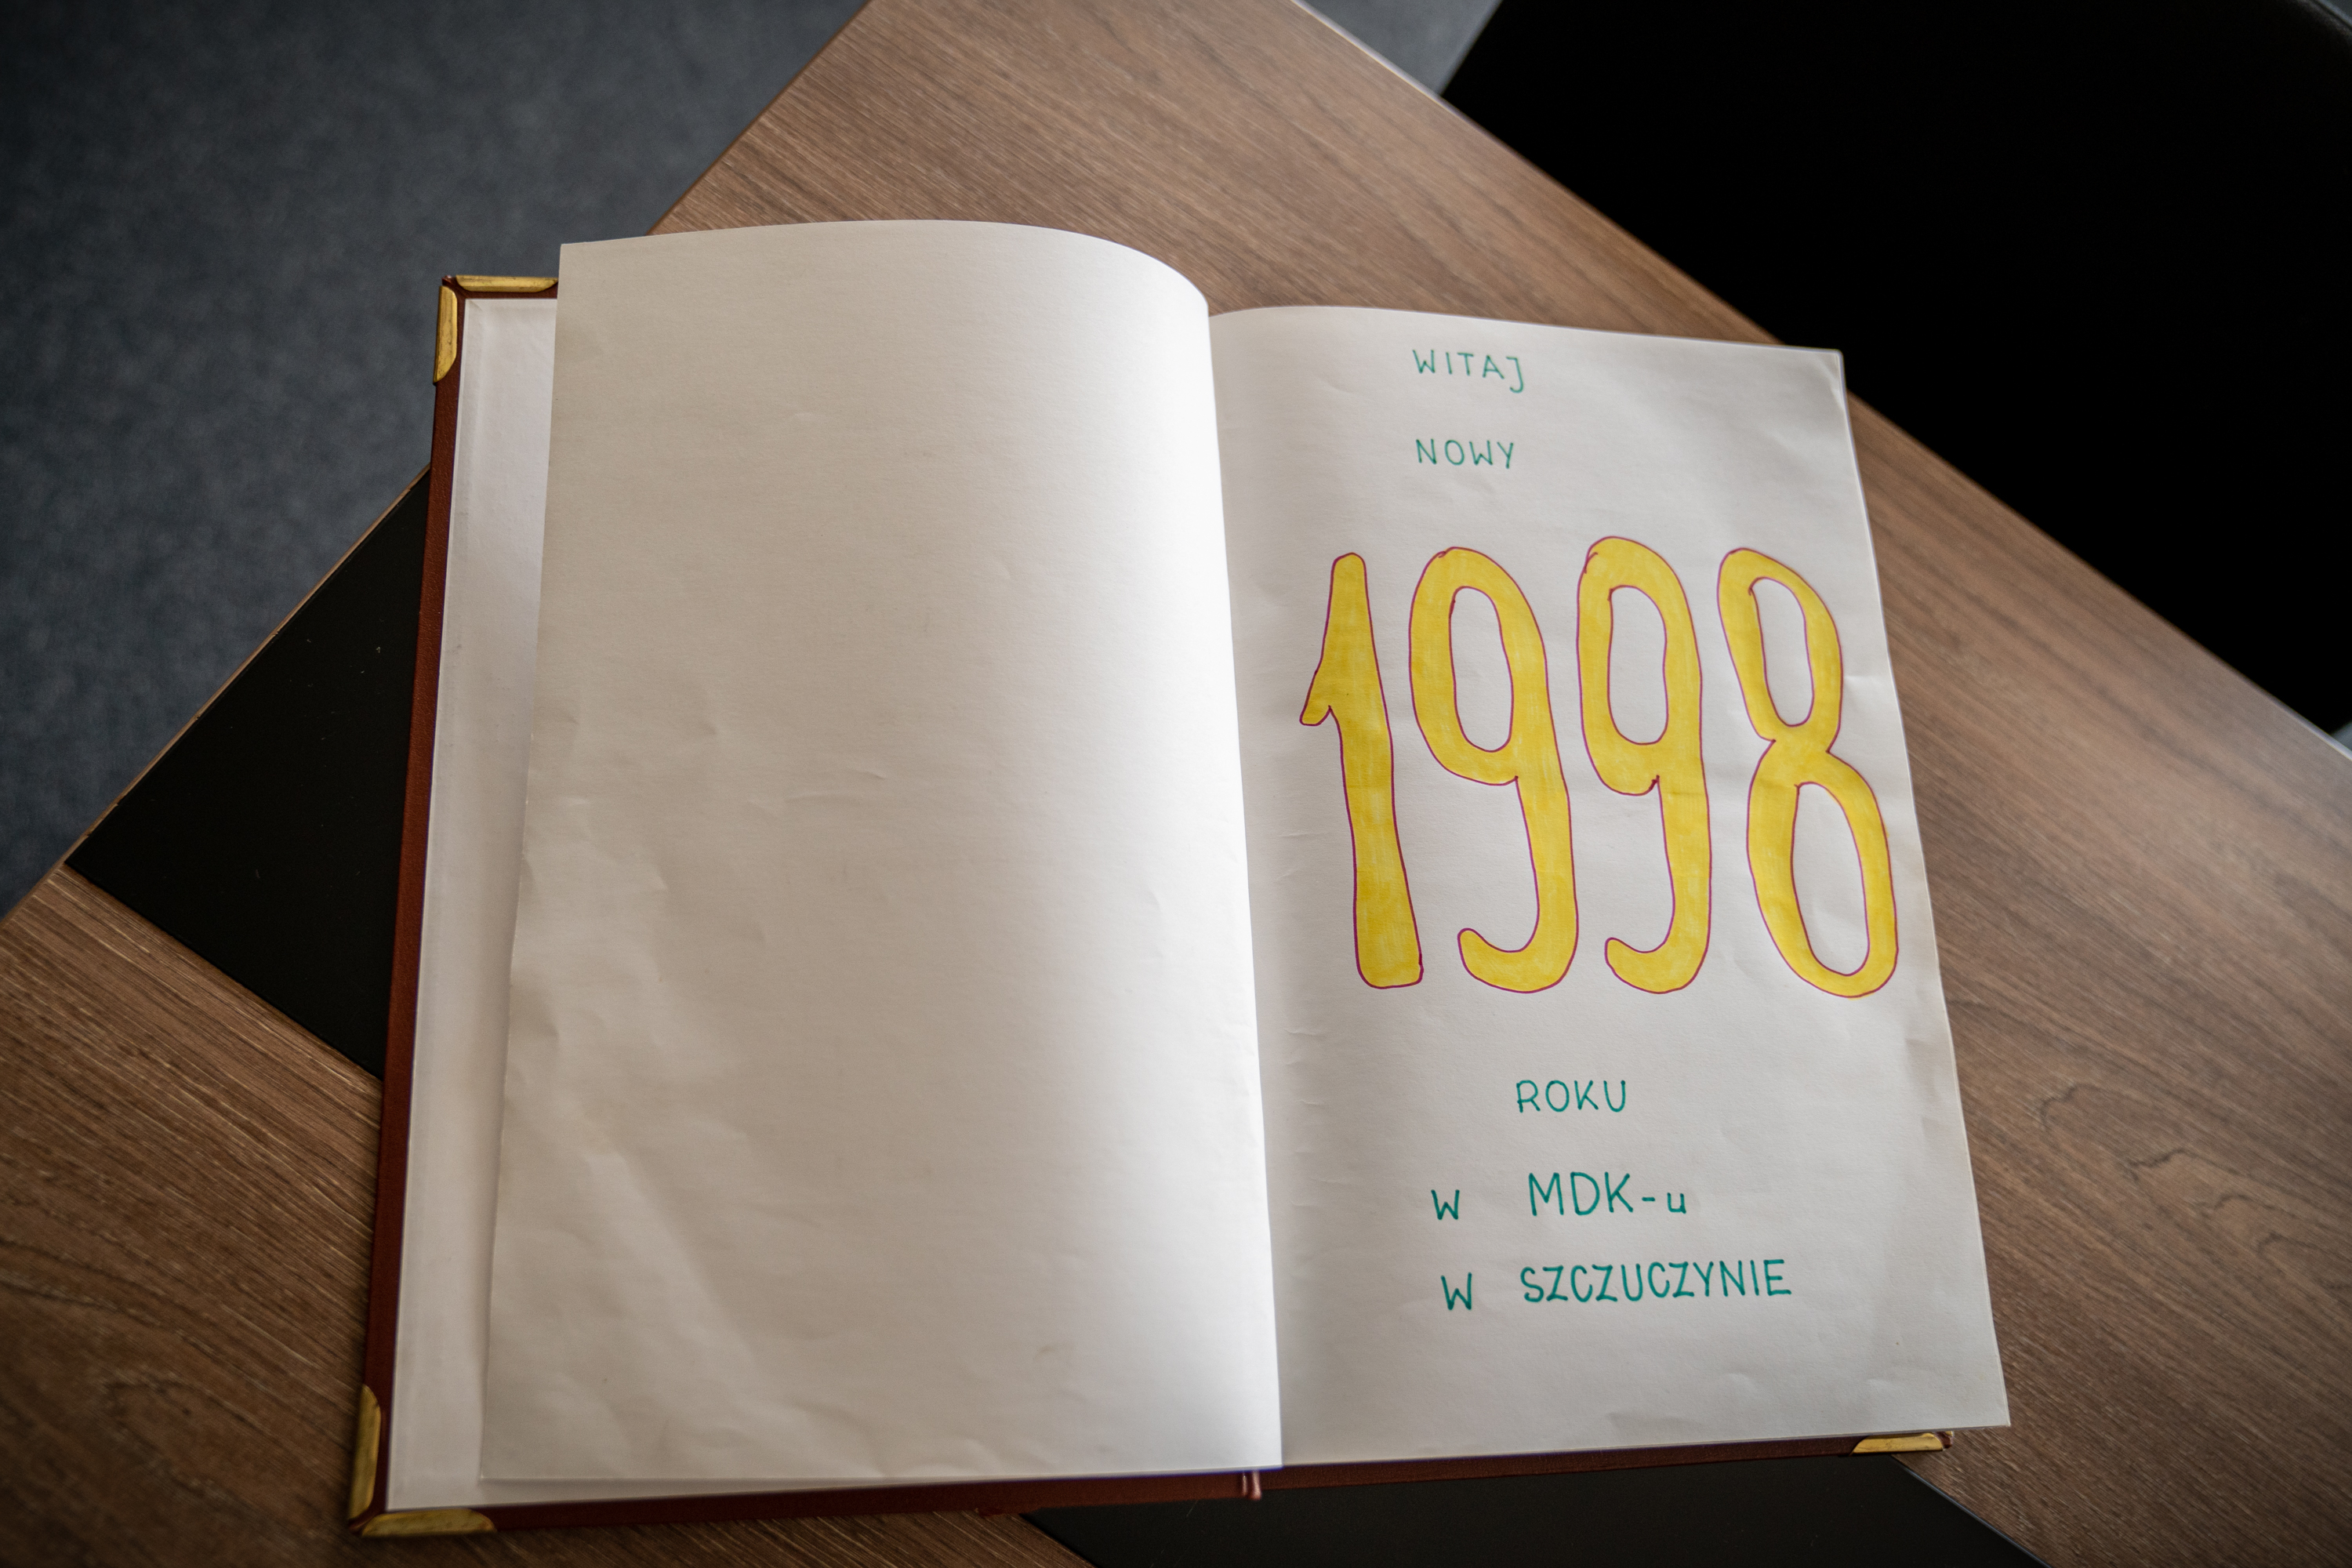 WITAJ
NOWY
1998
ROKU
W MDK-u
W SZCZUCZYNIE